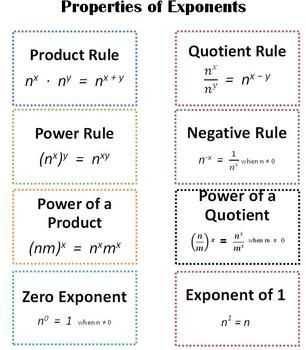 Properties of Exponents
Product Rule
nˣ · nʸ = nˣ⁺ʸ
Quotient Rule
nˣ/nʸ = nˣ⁻ʸ
Power Rule
(nˣ)ʸ = nˣʸ
Negative Rule
n⁻ˣ = 1/nˣ when n ≠ 0
Power of a
Product
(nm)ˣ = nˣmˣ
Power of a
Quotient
(n/m)ˣ = nˣ/mˣ when m ≠ 0
Zero Exponent
n⁰ = 1 when n ≠ 0
Exponent of 1
n¹ = n